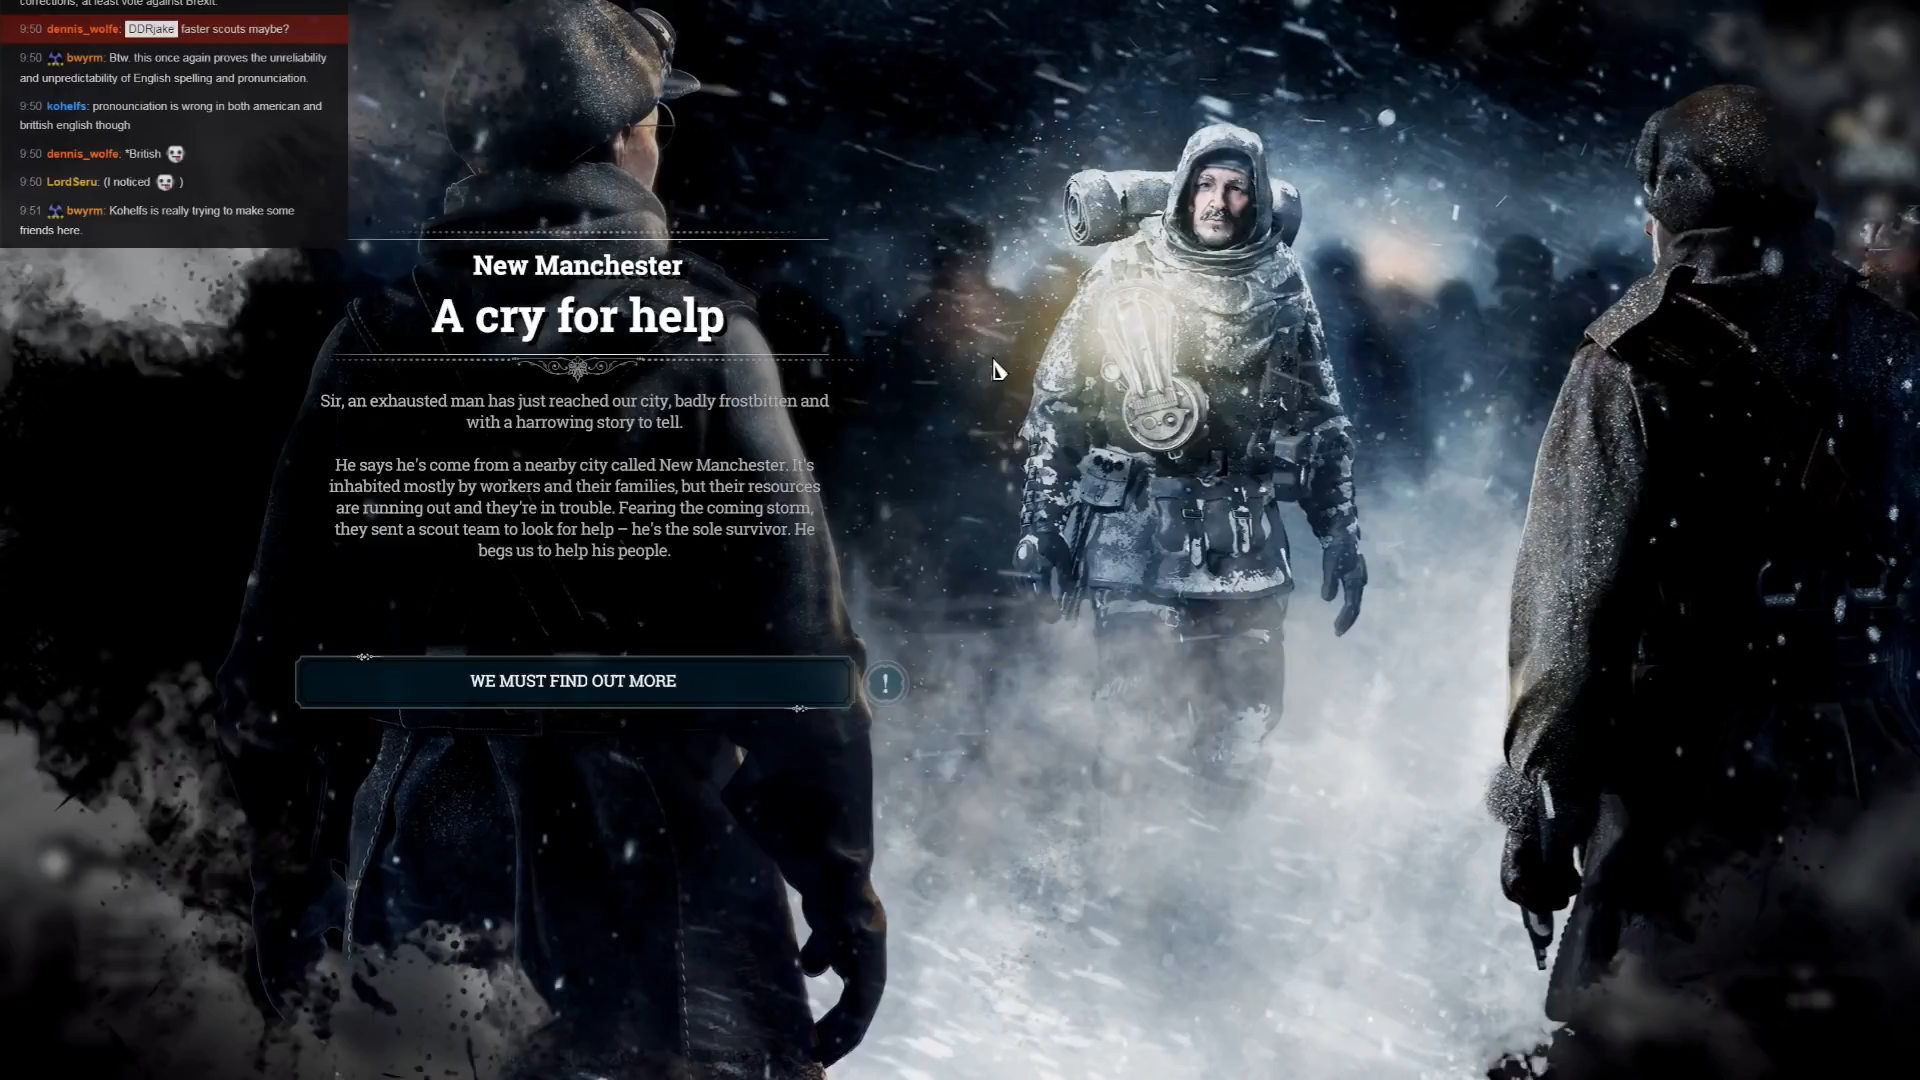 corrections, at least vote against Brexit.
9:50 dennis_wolfe: DDRjake faster scouts maybe?
9:50 bwyrm: Btw. this once again proves the unreliability
and unpredictability of English spelling and pronunciation.
9:50 kohelfs: pronounciation is wrong in both american and
brittish english though
9:50 dennis_wolfe: *British
9:50 LordSeru: (I noticed )
9:51 bwyrm: Kohelfs is really trying to make some
friends here.
New Manchester
A cry for help
Sir, an exhausted man has just reached our city, badly frostbitten and
with a harrowing story to tell.
He says he's come from a nearby city called New Manchester. It's
inhabited mostly by workers and their families, but their resources
are running out and they're in trouble. Fearing the coming storm,
they sent a scout team to look for help – he's the sole survivor. He
begs us to help his people.
WE MUST FIND OUT MORE
!